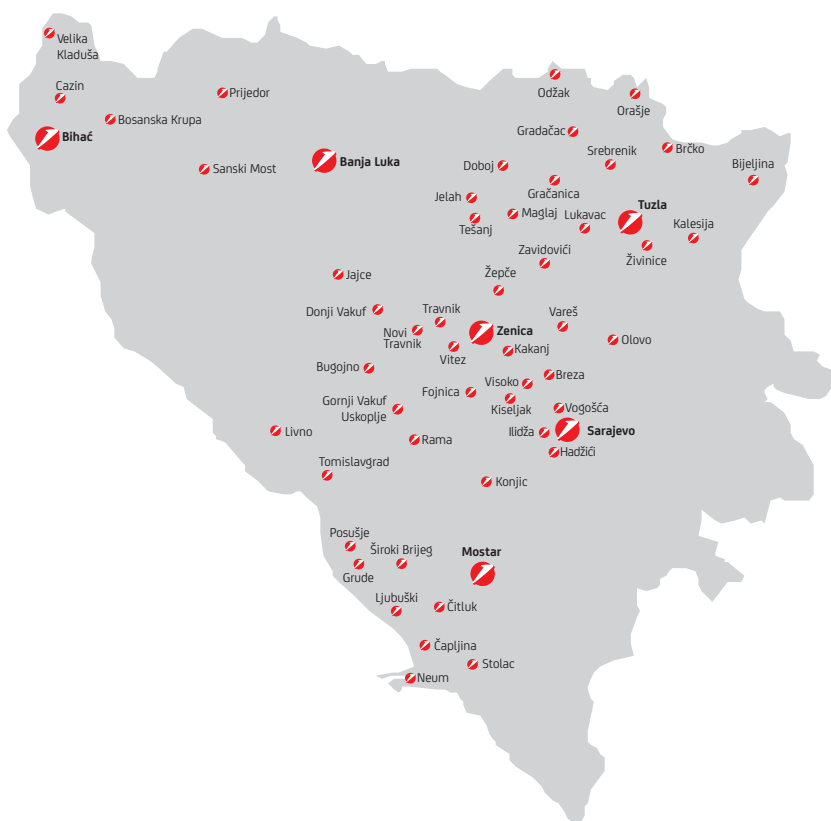 Velika
Kladuša
Cazin
Prijedor
Odžak
Orašje
Bosanska Krupa
Bihać
Gradačac
Brčko
Srebrenik
Banja Luka
Sanski Most
Doboj
Bijeljina
Gračanica
Jelah
Tuzla
Maglaj
Lukavac
Kalesija
Tešanj
Zavidovići
Živinice
Žepče
Jajce
Donji Vakuf
Travnik
Vareš
Novi
Travnik
Zenica
Olovo
Vitez
Kakanj
Bugojno
Breza
Visoko
Fojnica
Gornji Vakuf
Uskoplje
Kiseljak
Vogošća
Livno
Ilidža
Sarajevo
Rama
Hadžići
Tomislavgrad
Konjic
Posušje
Široki Brijeg
Mostar
Grude
Ljubuški
Čitluk
Čapljina
Stolac
Neum